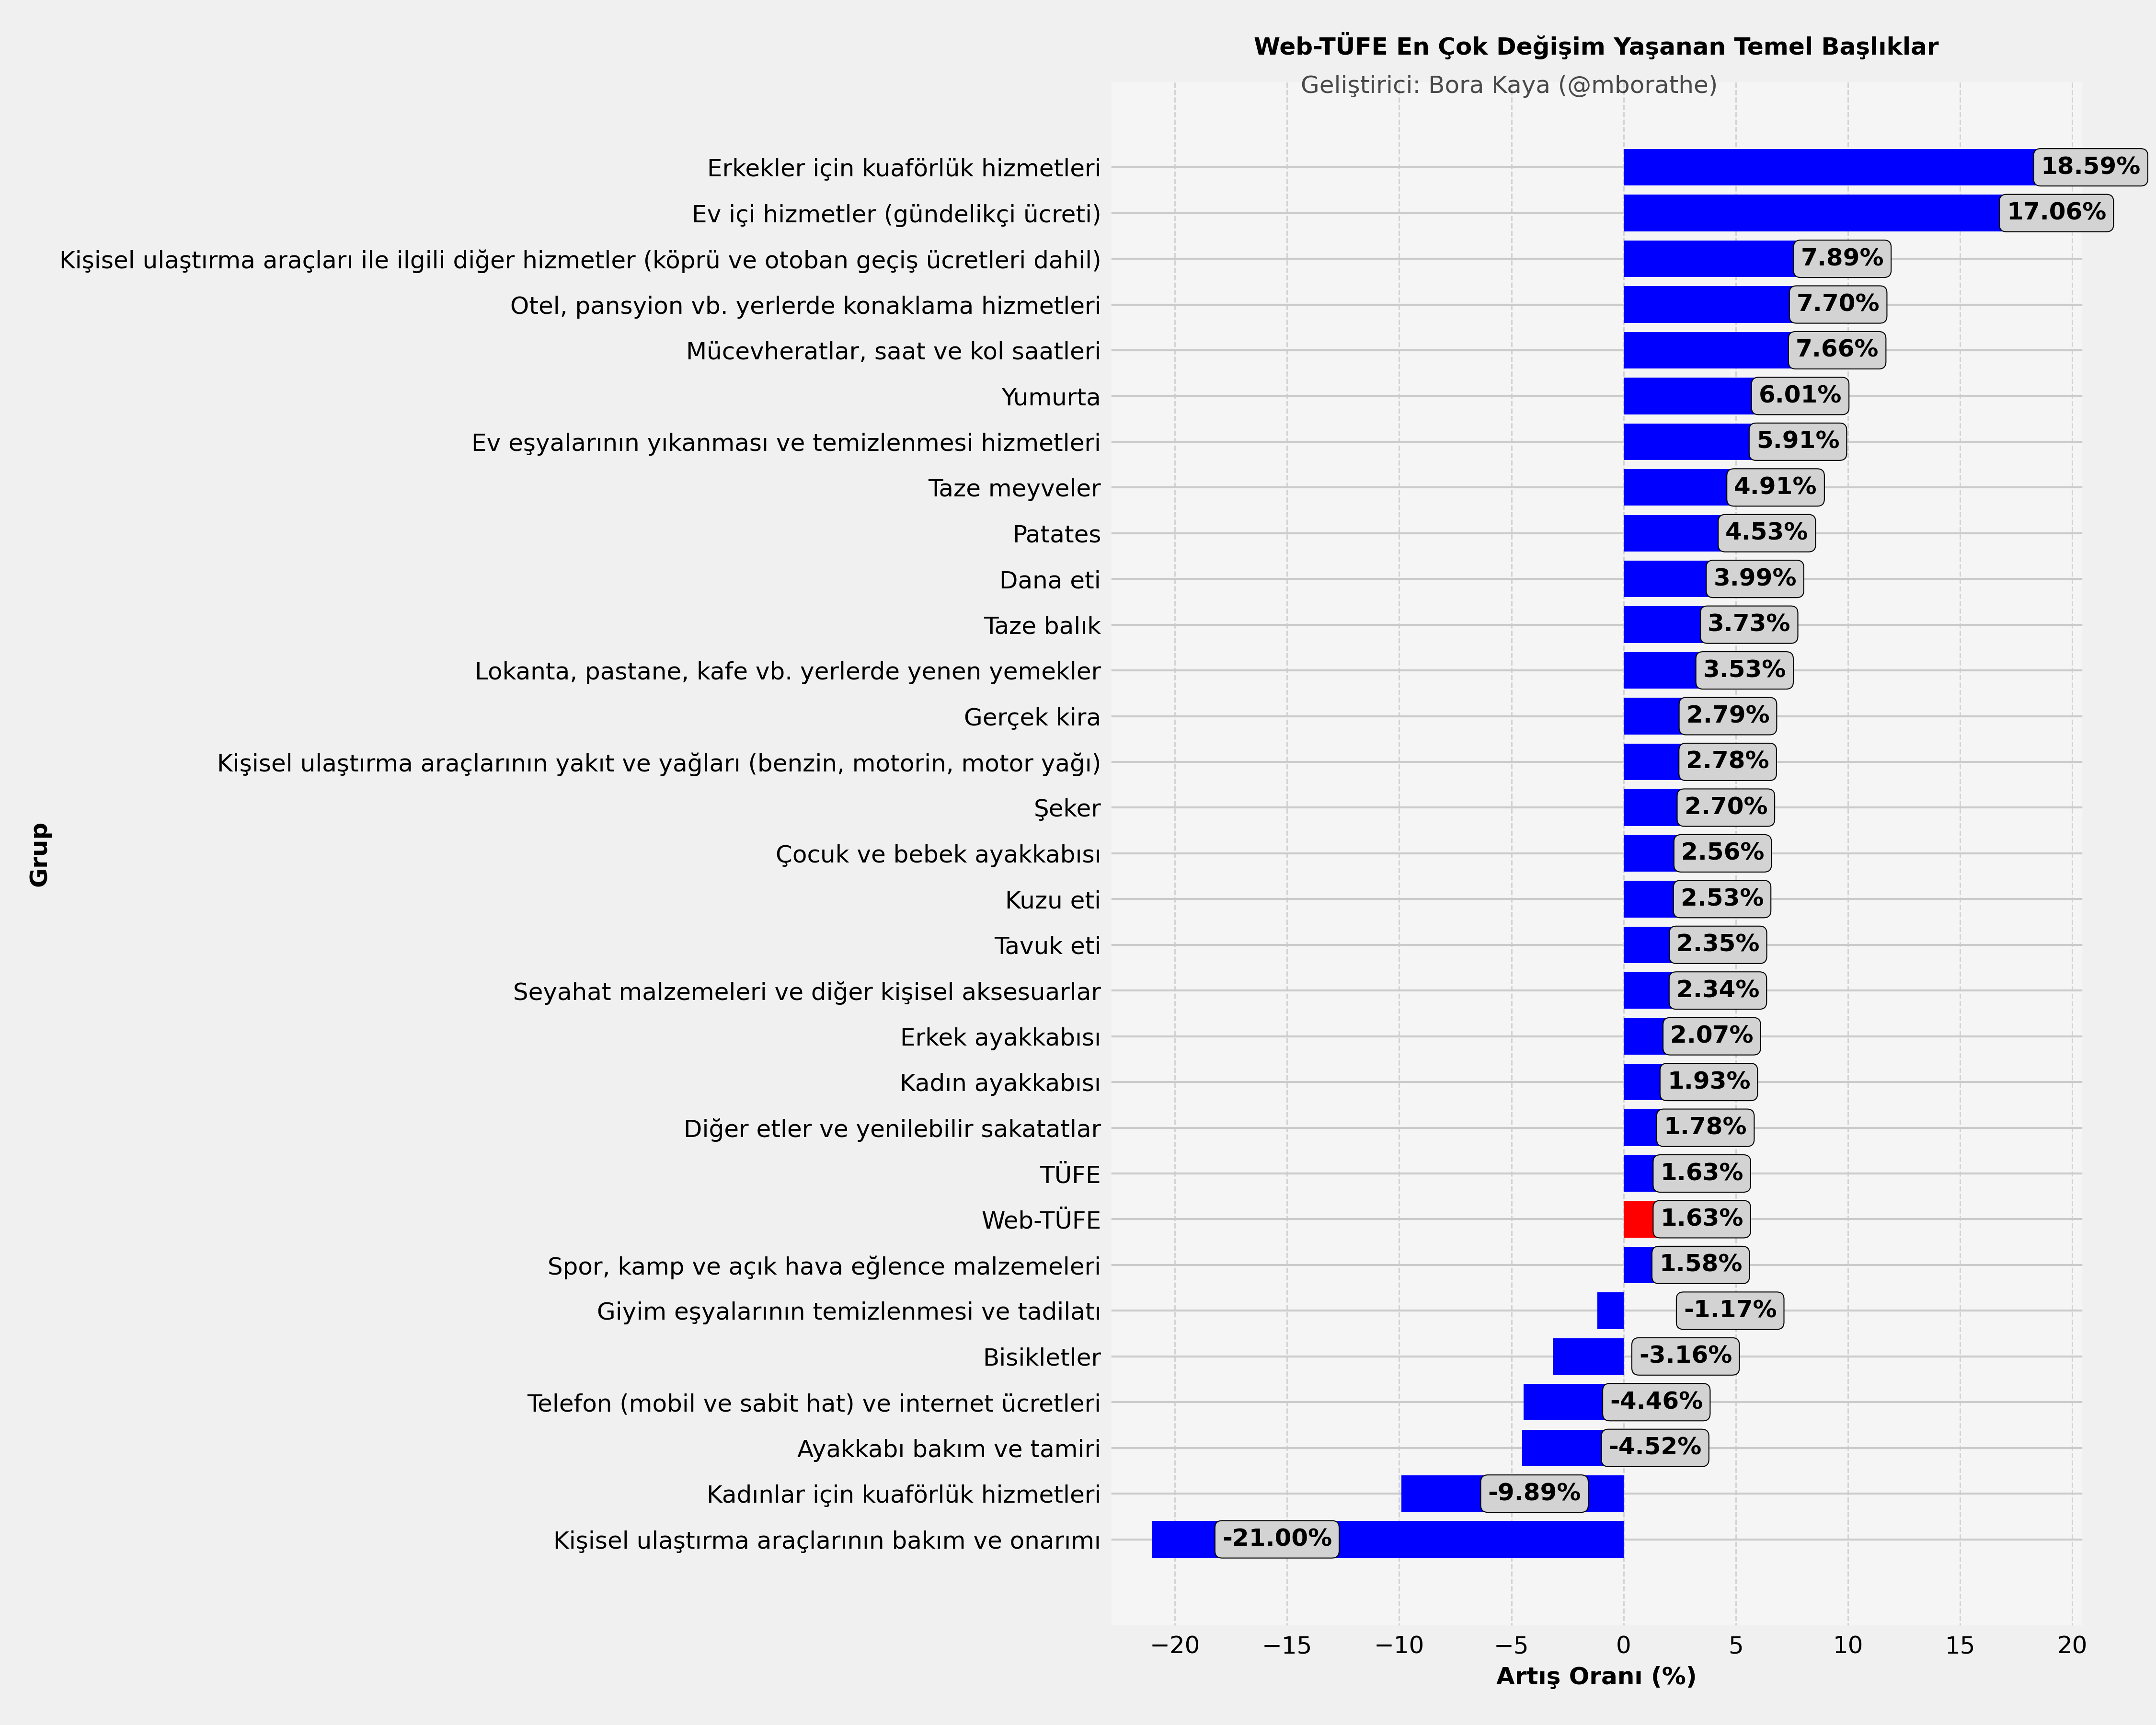 Web-TÜFE En Çok Değişim Yaşanan Temel Başlıklar
Geliştirici: Bora Kaya (@mborathe)
Erkekler için kuaförlük hizmetleri 18.59%
Ev içi hizmetler (gündelikçi ücreti) 17.06%
Kişisel ulaştırma araçları ile ilgili diğer hizmetler (köprü ve otoban geçiş ücretleri dahil) 7.89%
Otel, pansyion vb. yerlerde konaklama hizmetleri 7.70%
Mücevheratlar, saat ve kol saatleri 7.66%
Yumurta 6.01%
Ev eşyalarının yıkanması ve temizlenmesi hizmetleri 5.91%
Taze meyveler 4.91%
Patates 4.53%
Dana eti 3.99%
Taze balık 3.73%
Lokanta, pastane, kafe vb. yerlerde yenen yemekler 3.53%
Gerçek kira 2.79%
Kişisel ulaştırma araçlarının yakıt ve yağları (benzin, motorin, motor yağı) 2.78%
Şeker 2.70%
Çocuk ve bebek ayakkabısı 2.56%
Kuzu eti 2.53%
Tavuk eti 2.35%
Seyahat malzemeleri ve diğer kişisel aksesuarlar 2.34%
Erkek ayakkabısı 2.07%
Kadın ayakkabısı 1.93%
Diğer etler ve yenilebilir sakatatlar 1.78%
TÜFE 1.63%
Web-TÜFE 1.63%
Spor, kamp ve açık hava eğlence malzemeleri 1.58%
Giyim eşyalarının temizlenmesi ve tadilatı -1.17%
Bisikletler -3.16%
Telefon (mobil ve sabit hat) ve internet ücretleri -4.46%
Ayakkabı bakım ve tamiri -4.52%
Kadınlar için kuaförlük hizmetleri -9.89%
Kişisel ulaştırma araçlarının bakım ve onarımı -21.00%
Grup
−20 −15 −10 −5 0 5 10 15 20
Artış Oranı (%)